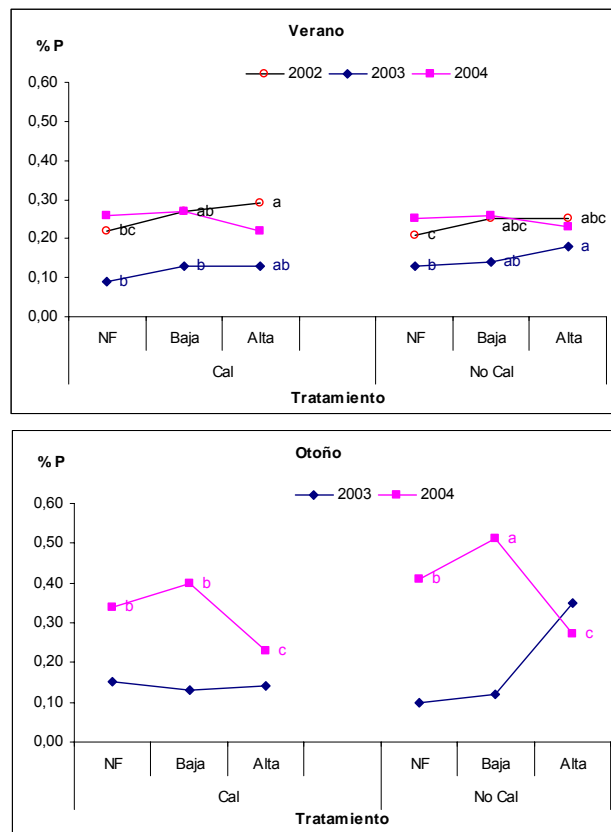 Verano
% P
2002 2003 2004
0,60
0,50
0,40
0,30
0,20
0,10
0,00
bc ab a
b b ab
c abc abc
b ab a
NF Baja Alta NF Baja Alta
Cal No Cal
Tratamiento
Otoño
% P
2003 2004
0,60
0,50
0,40
0,30
0,20
0,10
0,00
b b c
b a c
NF Baja Alta NF Baja Alta
Cal No Cal
Tratamiento